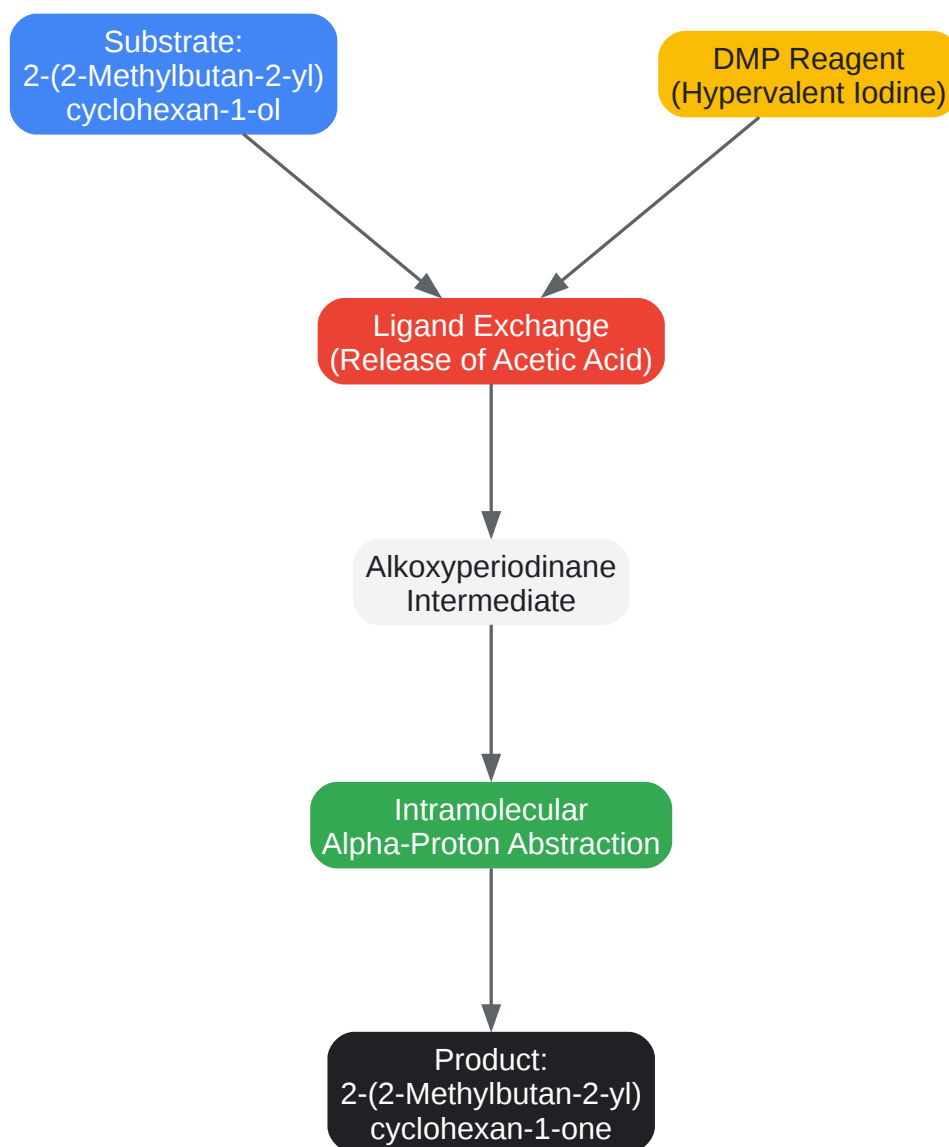 Substrate:
2-(2-Methylbutan-2-yl)
cyclohexan-1-ol
DMP Reagent
(Hypervalent Iodine)
Ligand Exchange
(Release of Acetic Acid)
Alkoxyperiodinane
Intermediate
Intramolecular
Alpha-Proton Abstraction
Product:
2-(2-Methylbutan-2-yl)
cyclohexan-1-one